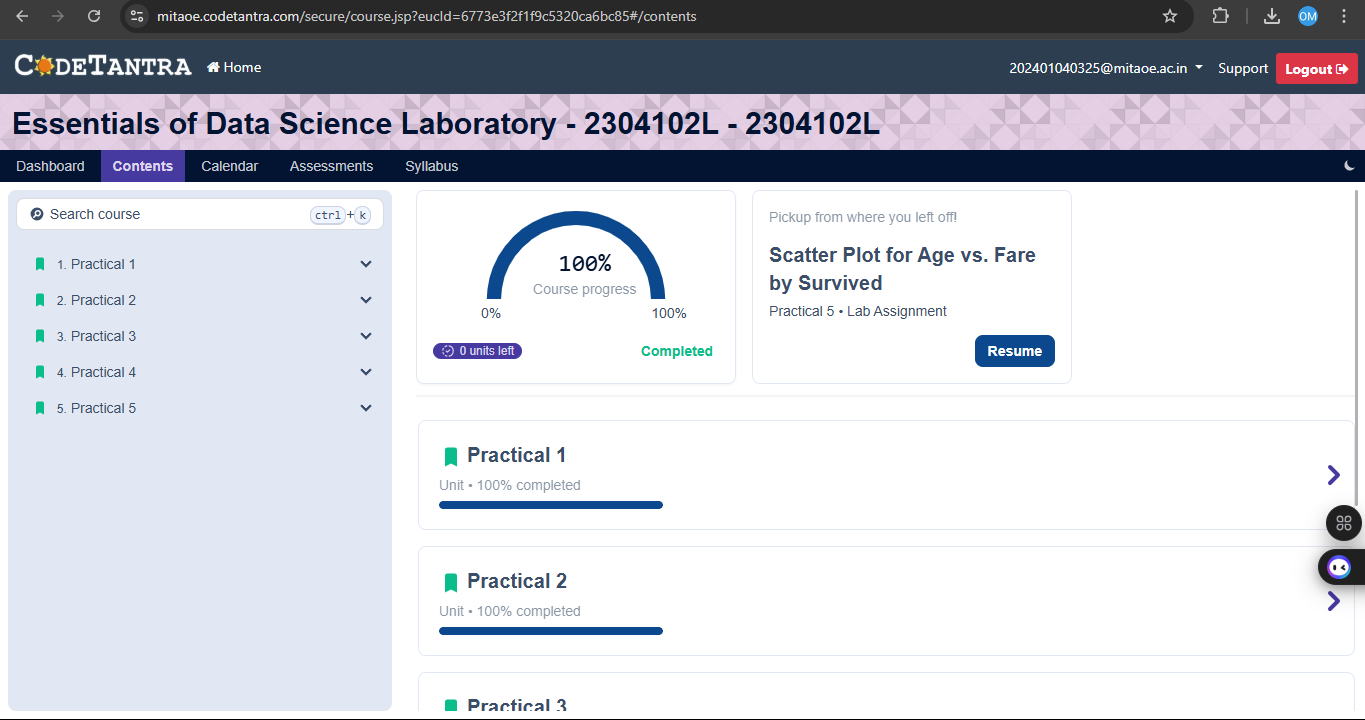 mitaoe.codetantra.com/secure/course.jsp?eucId=6773e3f2f1f9c5320ca6bc85#/contents
OM
CODETANTRA
Home
202401040325@mitaoe.ac.in
Support
Logout
Essentials of Data Science Laboratory - 2304102L - 2304102L
Dashboard
Contents
Calendar
Assessments
Syllabus
Search course
ctrl+k
1. Practical 1
2. Practical 2
3. Practical 3
4. Practical 4
5. Practical 5
100%
Course progress
0%
100%
0 units left
Completed
Pickup from where you left off!
Scatter Plot for Age vs. Fare
by Survived
Practical 5 • Lab Assignment
Resume
Practical 1
Unit • 100% completed
Practical 2
Unit • 100% completed
Practical 3